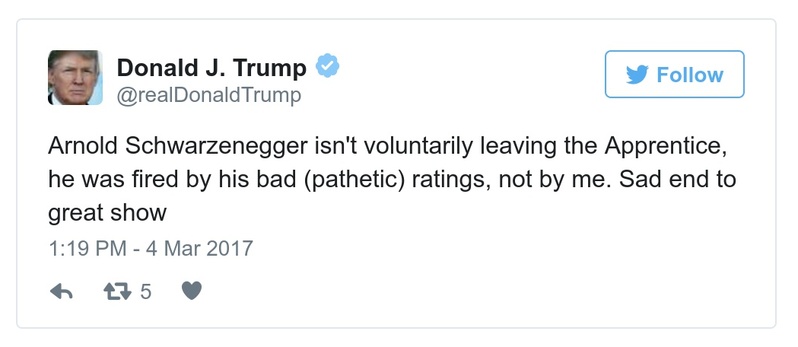 Donald J. Trump
@realDonaldTrump
Follow
Arnold Schwarzenegger isn't voluntarily leaving the Apprentice,
he was fired by his bad (pathetic) ratings, not by me. Sad end to
great show
1:19 PM - 4 Mar 2017
5